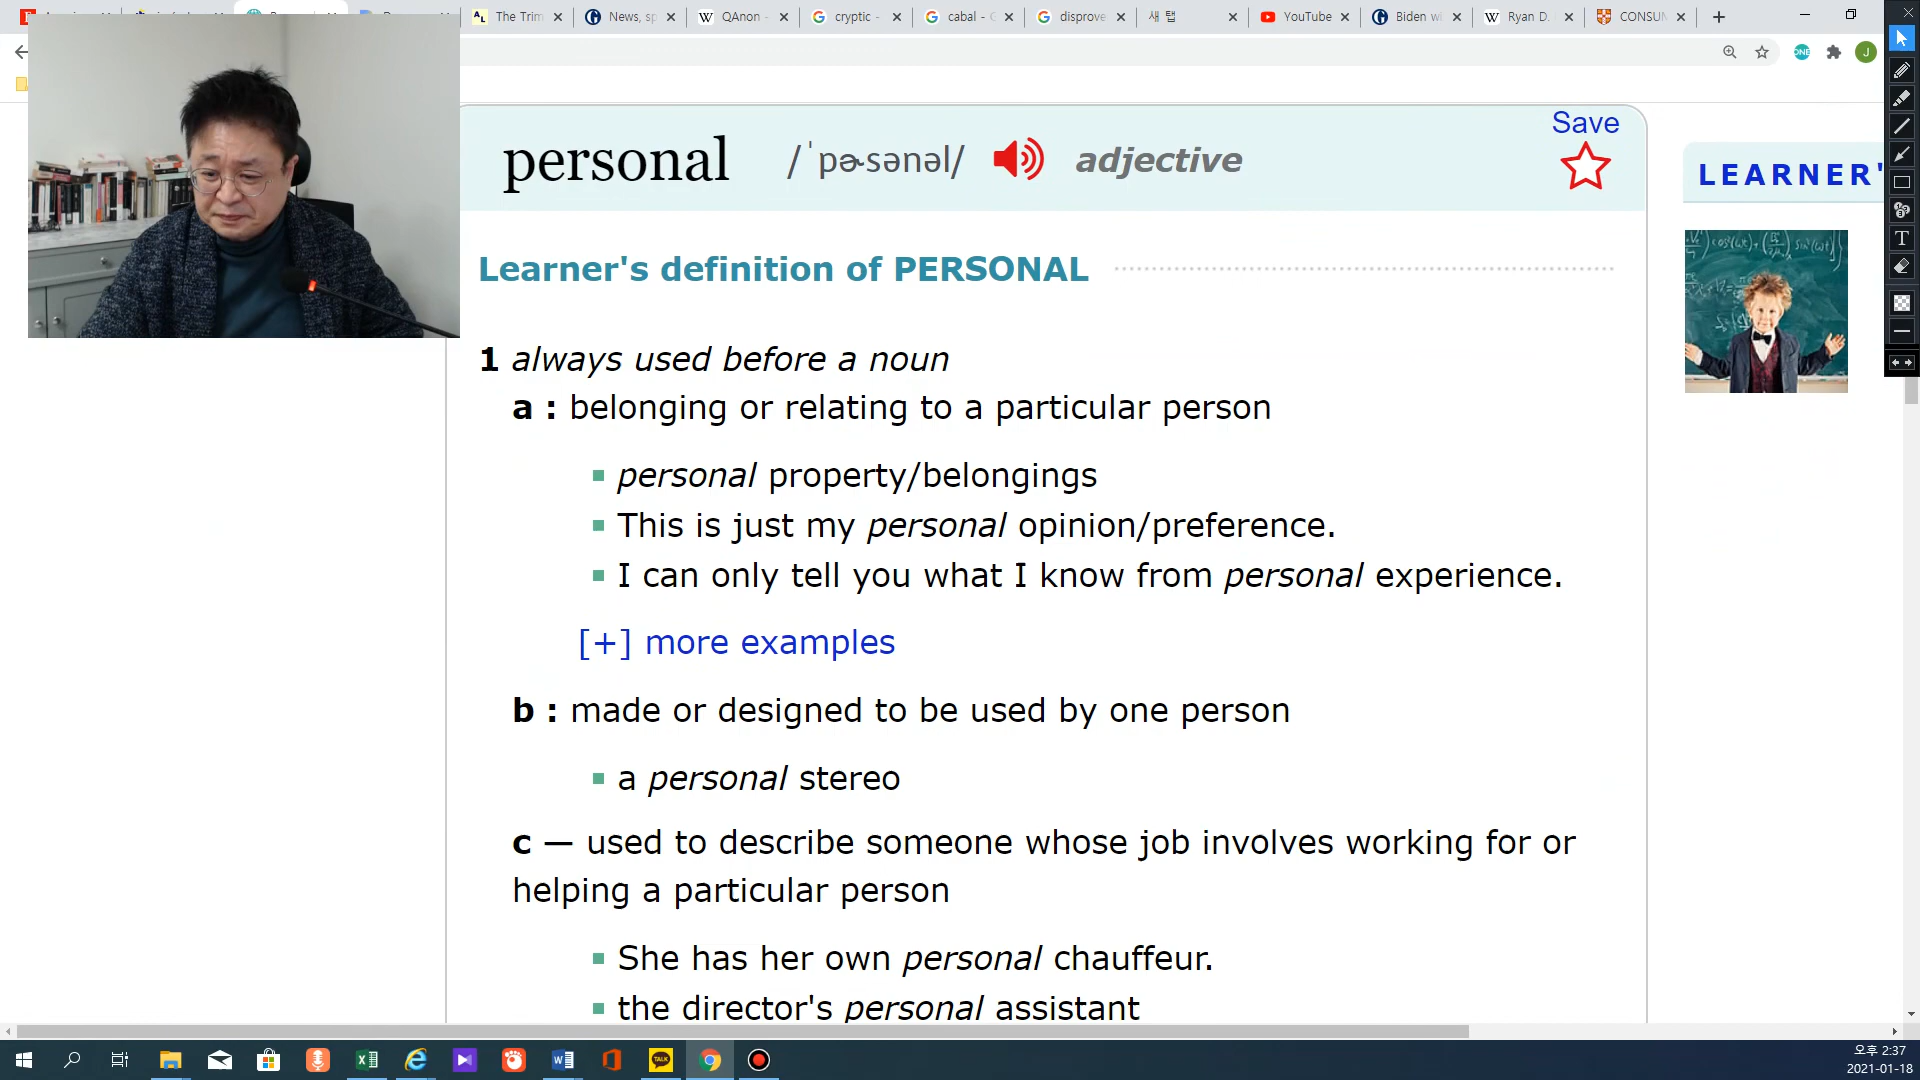 The Trim
News, sp
QAnon -
cryptic -
cabal - G
disprove
새 탭
YouTube
Biden wi
Ryan D.
CONSUM
J
personal /ˈpɚsənəl/ adjective
Save
LEARNER'
Learner's definition of PERSONAL
1 always used before a noun
a : belonging or relating to a particular person
personal property/belongings
This is just my personal opinion/preference.
I can only tell you what I know from personal experience.
[+] more examples
b : made or designed to be used by one person
a personal stereo
c — used to describe someone whose job involves working for or
helping a particular person
She has her own personal chauffeur.
the director's personal assistant
오후 2:37
2021-01-18